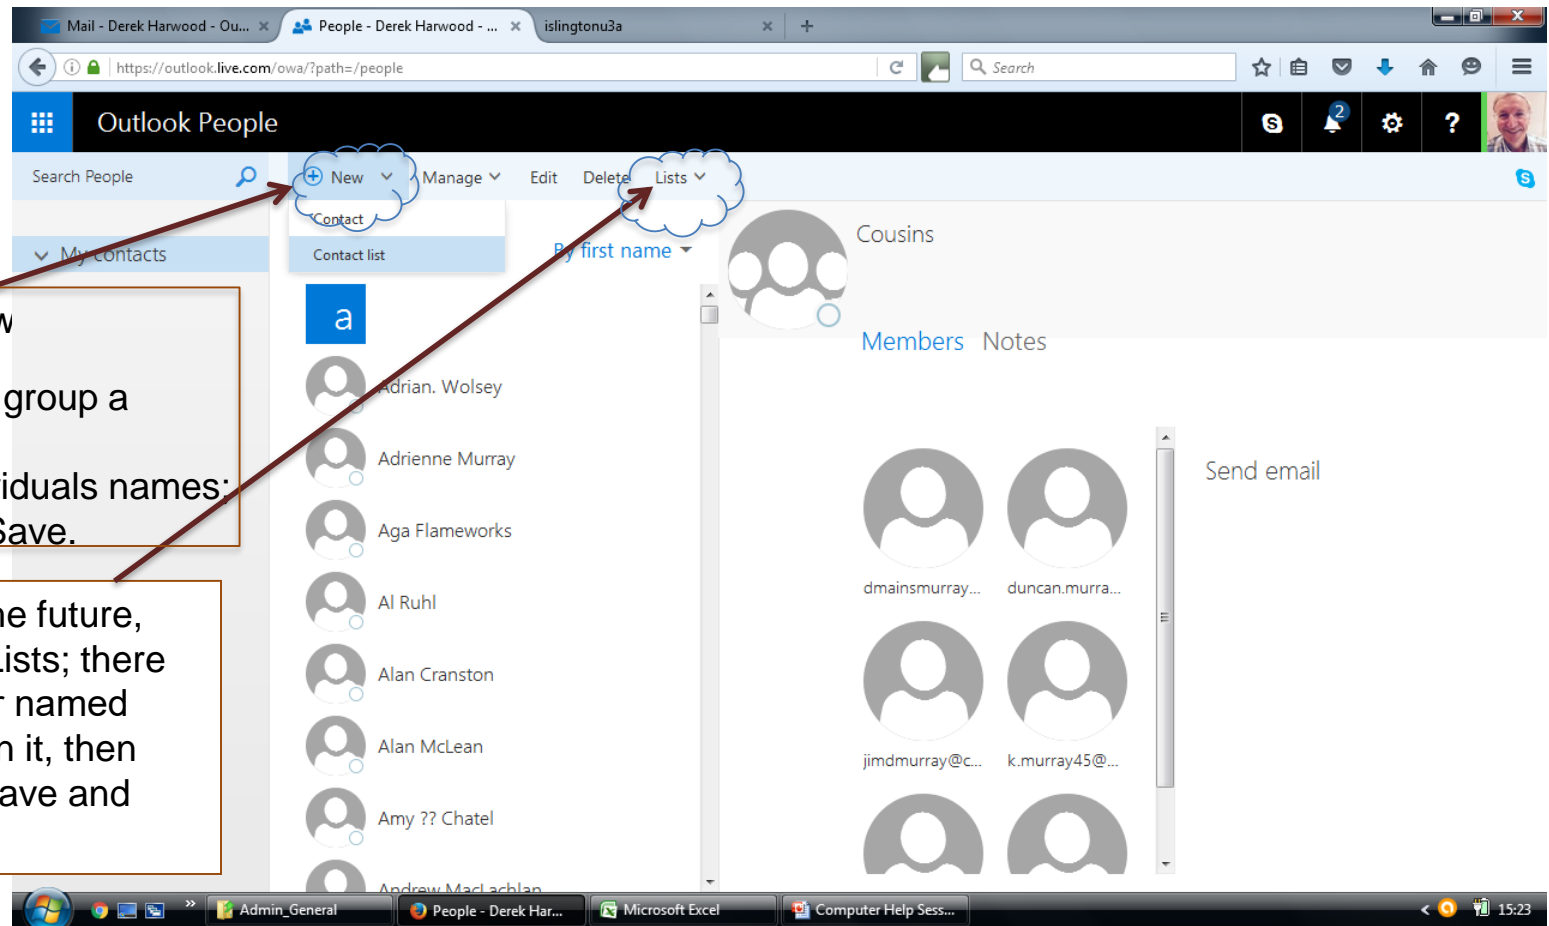 Mail - Derek Harwood - Ou...
People - Derek Harwood - ...
islingtonu3a
https://outlook.live.com/owa/?path=/people
Search
Outlook People
2
?
Search People
New
Manage
Edit
Delete
Lists
Contact
Contact list
My contacts
By first name
Cousins
a
Members
Notes
group a
viduals names;
Save.
Adrian. Wolsey
Adrienne Murray
Aga Flameworks
Al Ruhl
Alan Cranston
Alan McLean
Amy ?? Chatel
Andrew MacLachlan
Send email
dmainsmurray...
duncan.murra...
jimdmurray@c...
k.murray45@...
he future,
Lists; there
r named
n it, then
ave and
Admin_General
People - Derek Har...
Microsoft Excel
Computer Help Sess...
15:23